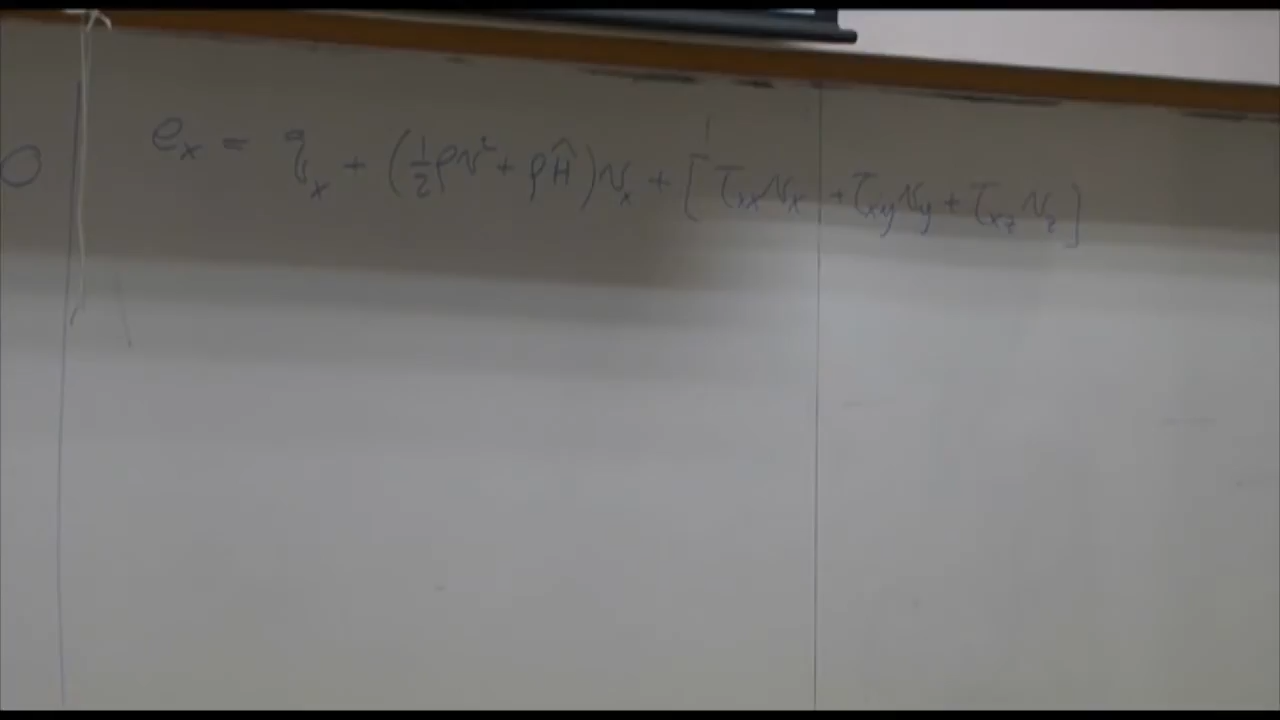 e_x = q_x + (½ρv² + ρĤ)v_x + [τ_xx v_x + τ_xy v_y + τ_xz v_z]